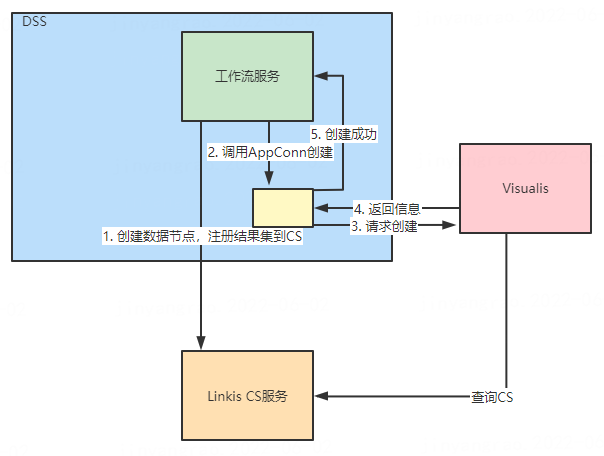 DSS
工作流服务
5. 创建成功
2. 调用AppConn创建
Visualis
4. 返回信息
3. 请求创建
1. 创建数据节点，注册结果集到CS
Linkis CS服务
查询CS